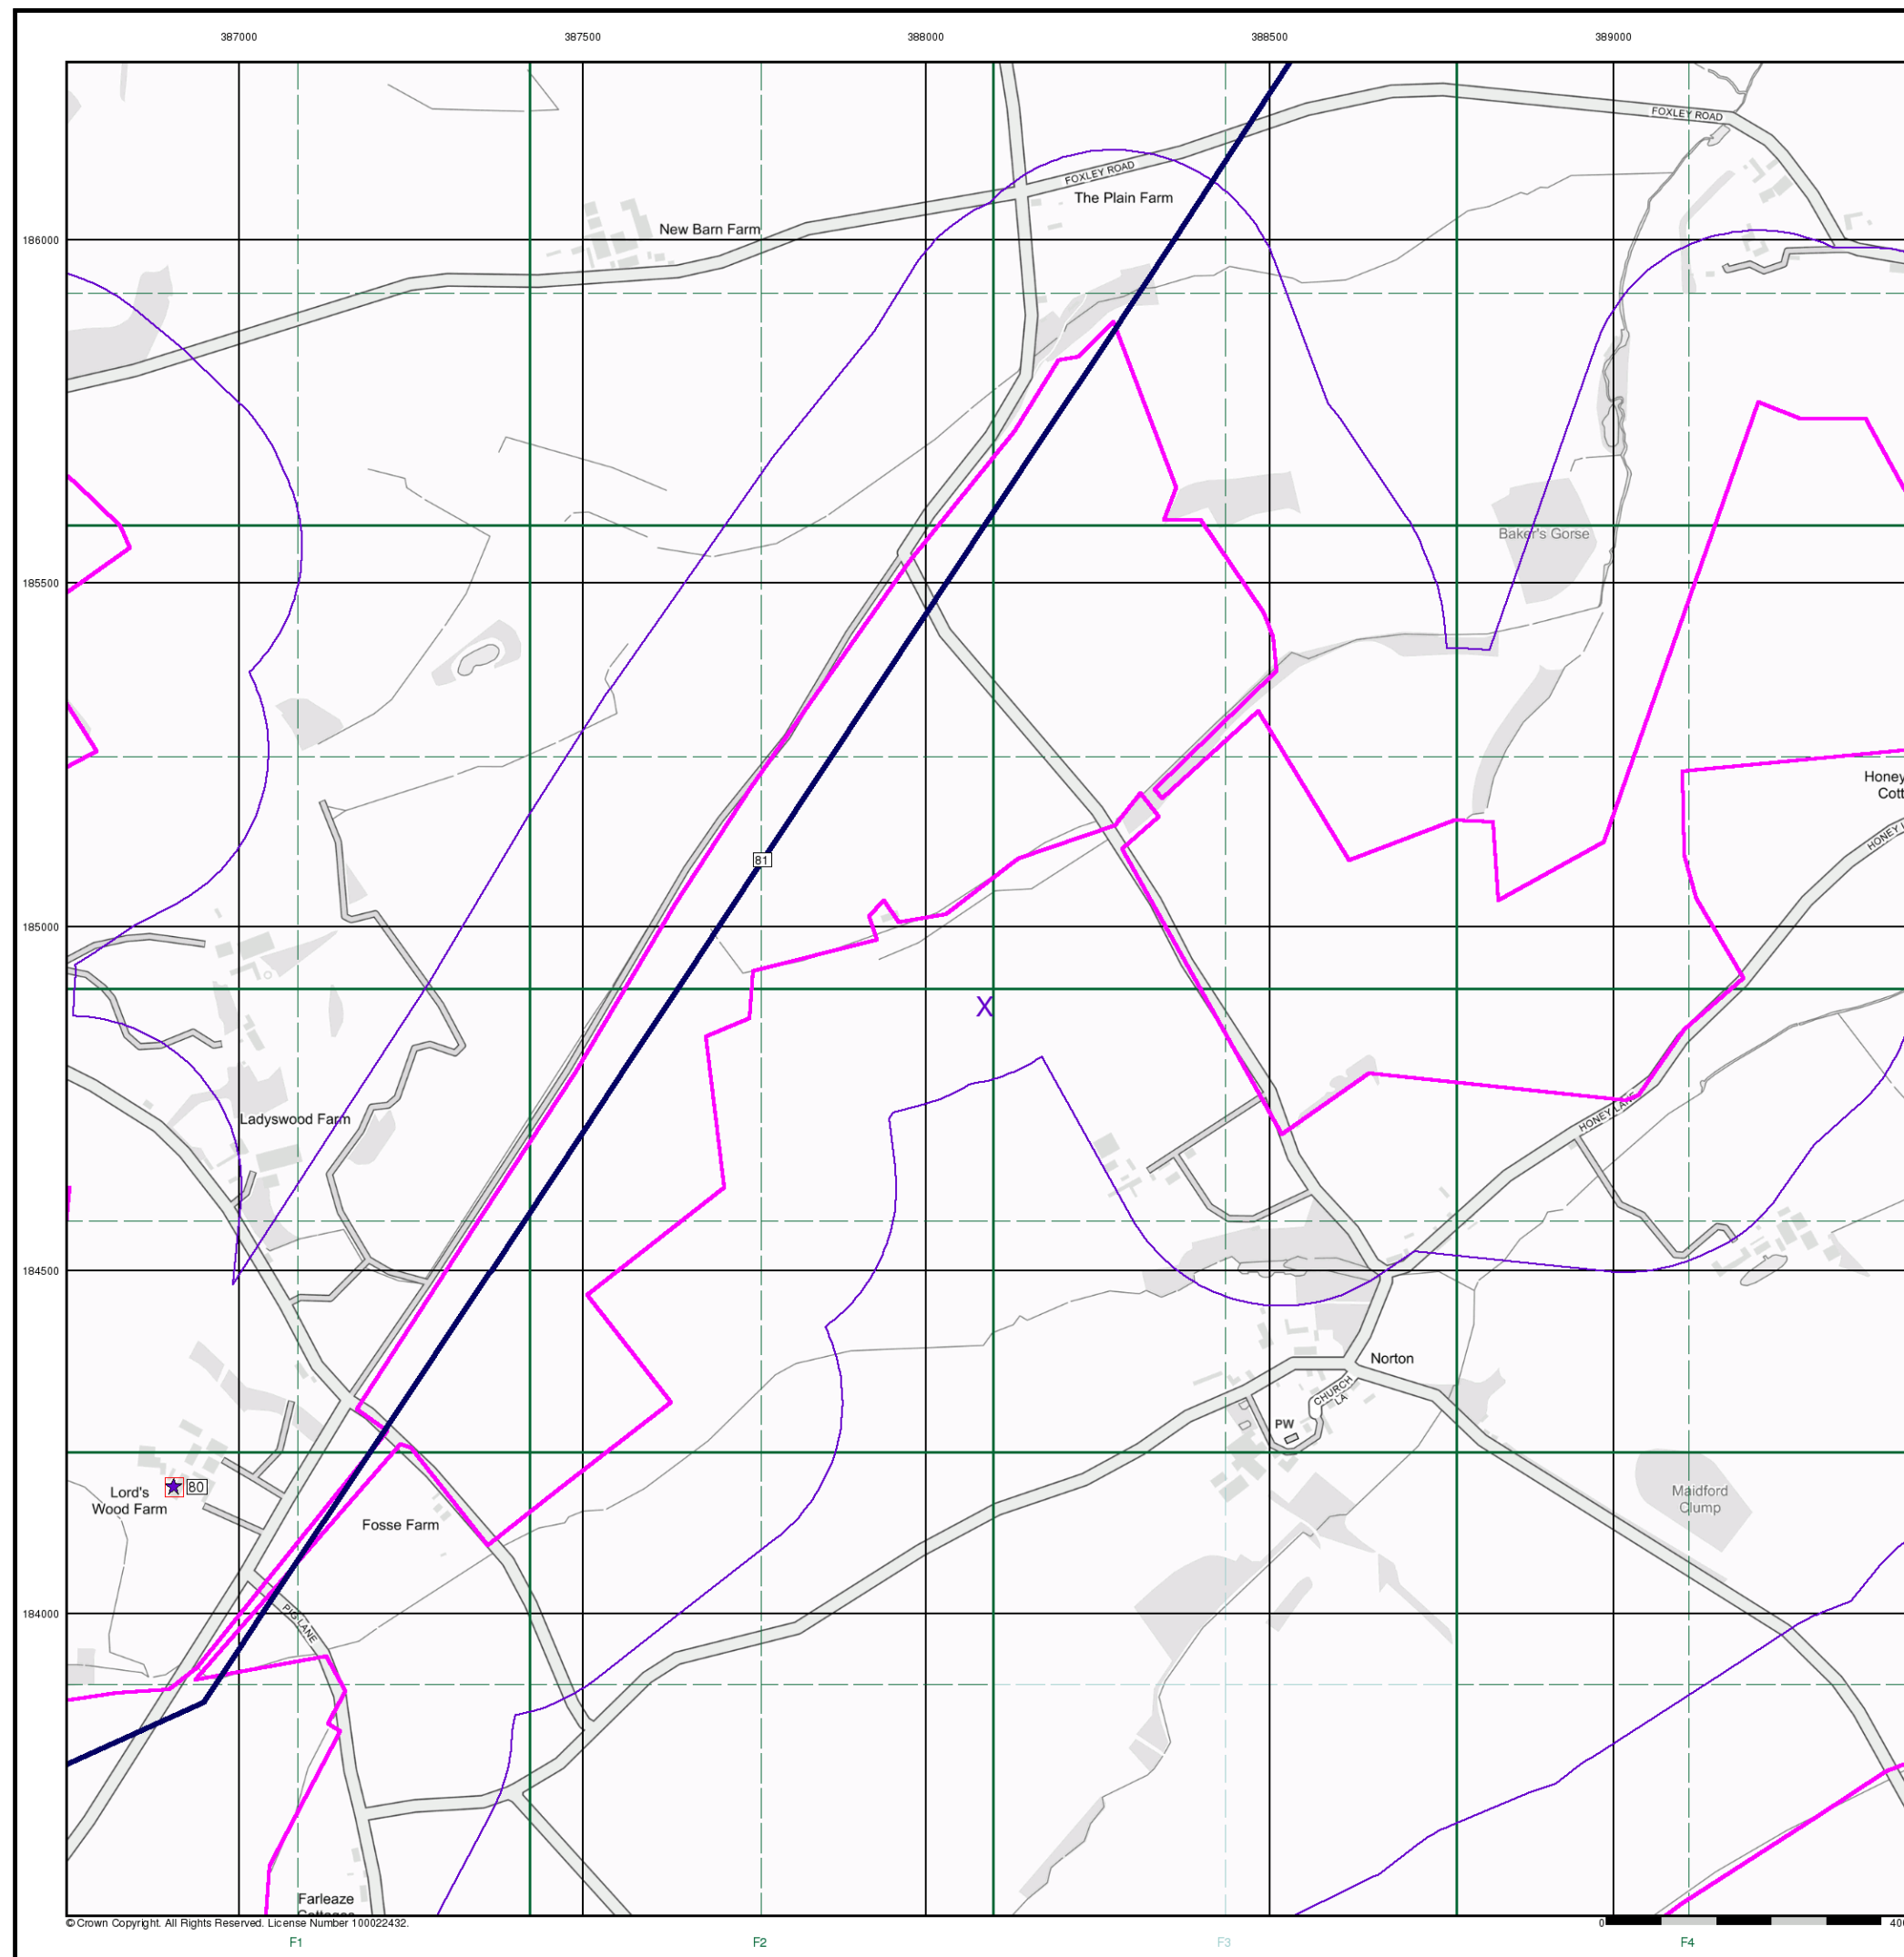 387000 387500 388000 388500 389000
FOXLEY ROAD
FOXLEY ROAD
The Plain Farm
New Barn Farm
186000
Baker's Gorse
185500
Honey
Cott
HONEY
81
185000
X
Ladyswood Farm
HONEY LANE
184500
Norton
CHURCH
LA
PW
80
Lord's
Wood Farm
Maidford
Clump
Fosse Farm
184000
PIG LANE
Farleaze
© Crown Copyright. All Rights Reserved. License Number 100022432.
0 40
F1 F2 F3 F4